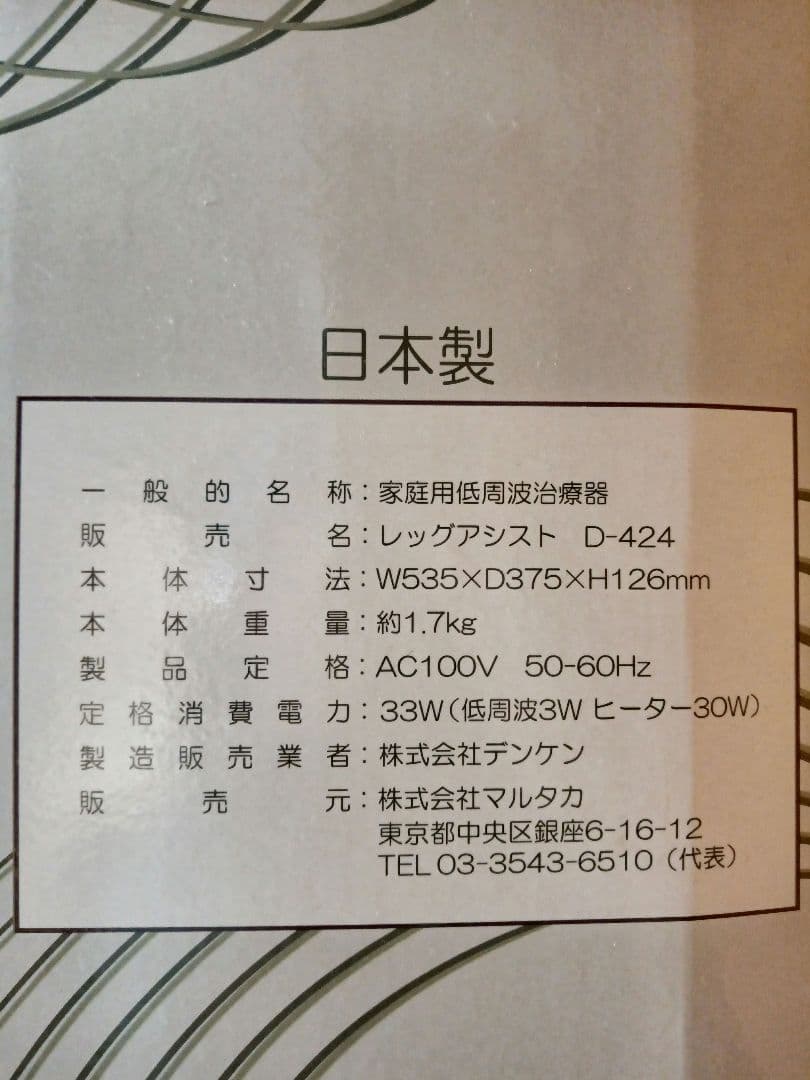 日本製
一般的名称：家庭用低周波治療器
販売名：レッグアシスト D-424
本体寸法：W535×D375×H126mm
本体重量：約1.7kg
製品定格：AC100V 50-60Hz
定格消費電力：33W（低周波3W ヒーター30W）
製造販売業者：株式会社デンケン
販売元：株式会社マルタカ
東京都中央区銀座6-16-12
TEL 03-3543-6510（代表）